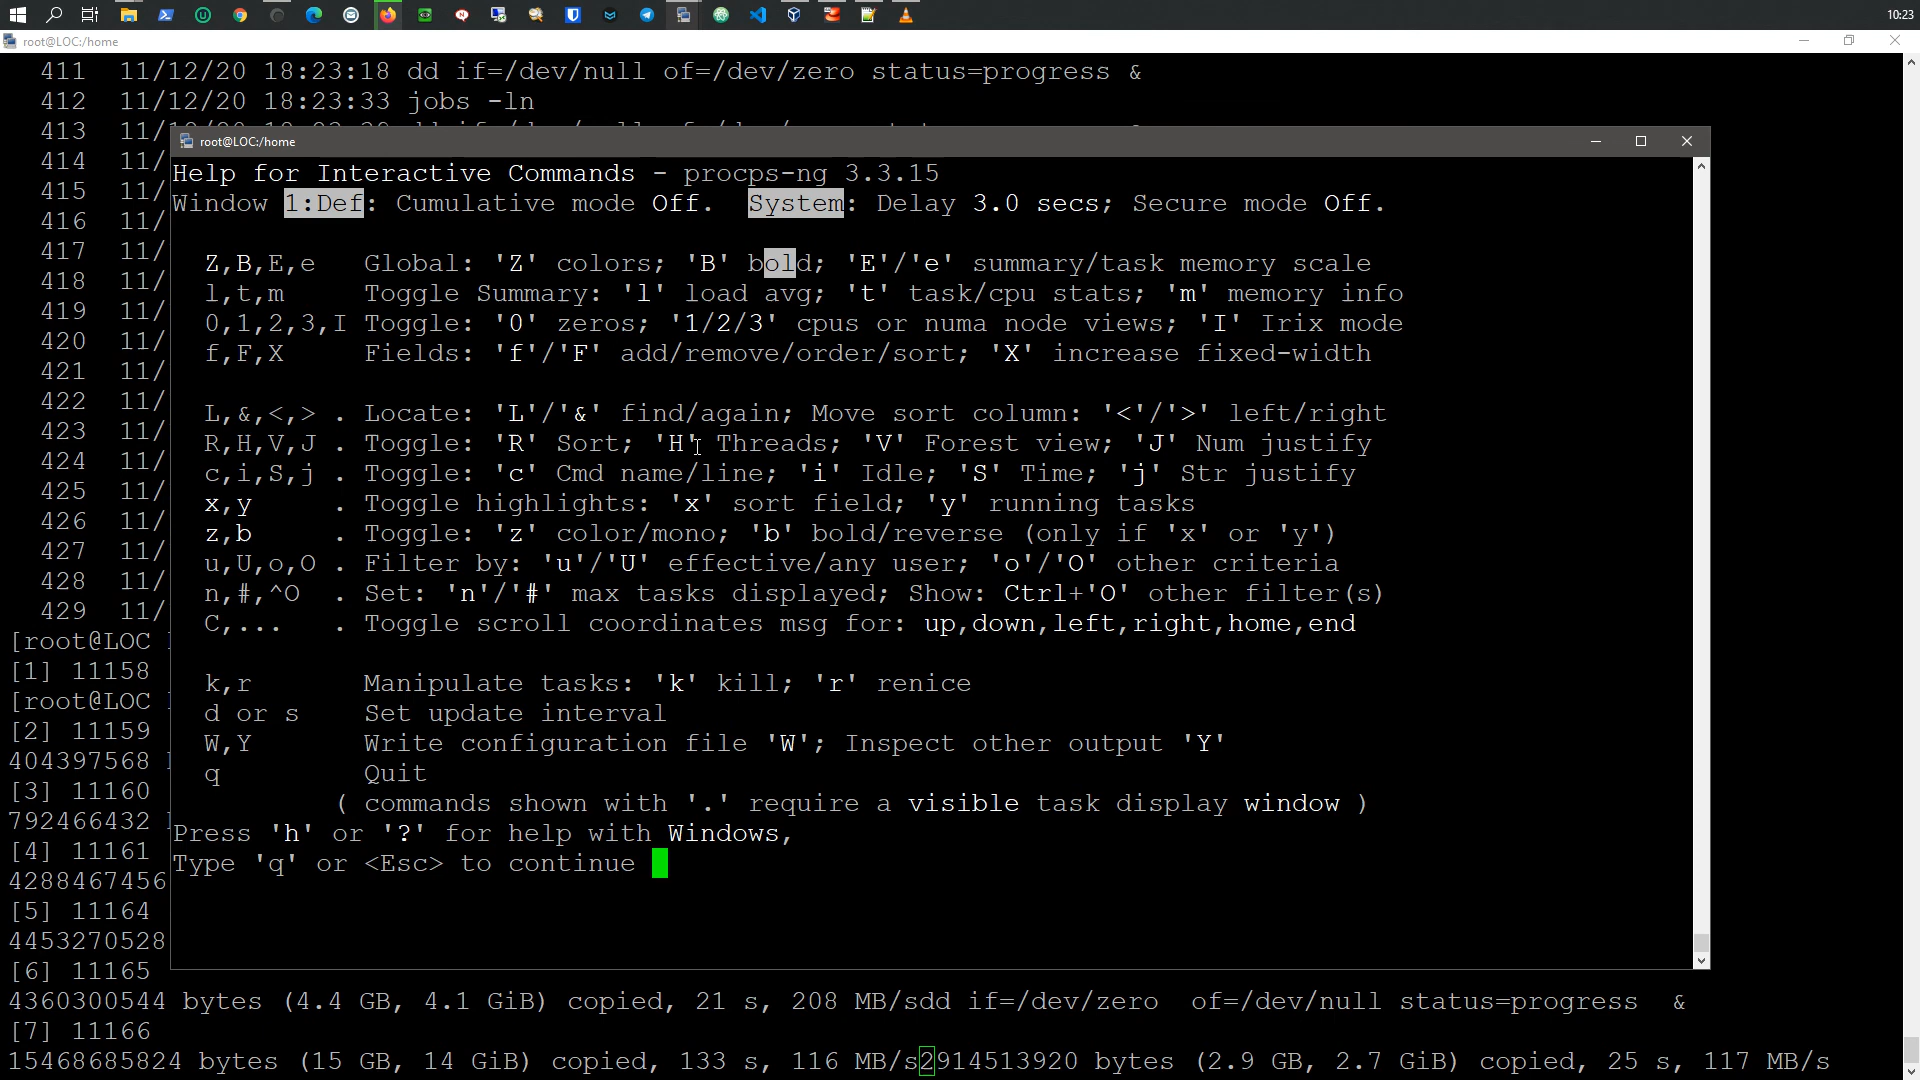 10:23
root@LOC:/home
411 11/12/20 18:23:18 dd if=/dev/null of=/dev/zero status=progress &
412 11/12/20 18:23:33 jobs -ln
413 11/
root@LOC:/home
414 11/
415 11/
416 11/
417 11/
418 11/
419 11/
420 11/
421 11/
422 11/
423 11/
424 11/
425 11/
426 11/
427 11/
428 11/
429 11/
[root@LOC
[1] 11158
[root@LOC
[2] 11159
404397568
[3] 11160
792466432
[4] 11161
4288467456
[5] 11164
4453270528
[6] 11165
Help for Interactive Commands - procps-ng 3.3.15
Window 1:Def: Cumulative mode Off. System: Delay 3.0 secs; Secure mode Off.
Z,B,E,e Global: 'Z' colors; 'B' bold; 'E'/'e' summary/task memory scale
l,t,m Toggle Summary: 'l' load avg; 't' task/cpu stats; 'm' memory info
0,1,2,3,I Toggle: '0' zeros; '1/2/3' cpus or numa node views; 'I' Irix mode
f,F,X Fields: 'f'/'F' add/remove/order/sort; 'X' increase fixed-width
L,&,<,> . Locate: 'L'/'&' find/again; Move sort column: '<'/'>' left/right
R,H,V,J . Toggle: 'R' Sort; 'H' Threads; 'V' Forest view; 'J' Num justify
c,i,S,j . Toggle: 'c' Cmd name/line; 'i' Idle; 'S' Time; 'j' Str justify
x,y . Toggle highlights: 'x' sort field; 'y' running tasks
z,b . Toggle: 'z' color/mono; 'b' bold/reverse (only if 'x' or 'y')
u,U,o,O . Filter by: 'u'/'U' effective/any user; 'o'/'O' other criteria
n,#,^O . Set: 'n'/'#' max tasks displayed; Show: Ctrl+'O' other filter(s)
C,... . Toggle scroll coordinates msg for: up,down,left,right,home,end
k,r Manipulate tasks: 'k' kill; 'r' renice
d or s Set update interval
W,Y Write configuration file 'W'; Inspect other output 'Y'
q Quit
( commands shown with '.' require a visible task display window )
Press 'h' or '?' for help with Windows,
Type 'q' or <Esc> to continue
4360300544 bytes (4.4 GB, 4.1 GiB) copied, 21 s, 208 MB/sdd if=/dev/zero of=/dev/null status=progress &
[7] 11166
15468685824 bytes (15 GB, 14 GiB) copied, 133 s, 116 MB/s2914513920 bytes (2.9 GB, 2.7 GiB) copied, 25 s, 117 MB/s